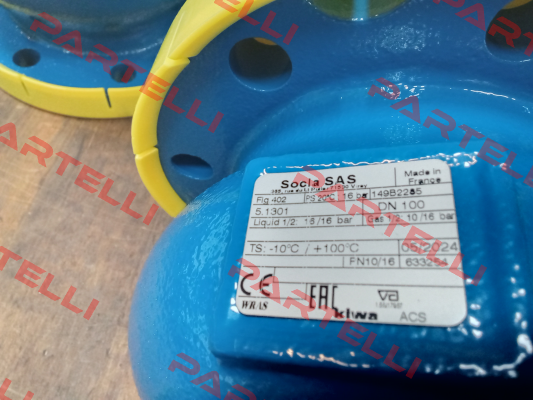 Socla SAS
Made in France
Fig 402 PS 20°C 16 bar 149B2285
5.1301 DN 100
Liquid 1/2: 16/16 bar Gas 1/2: 10/16 bar
TS: -10°C / +100°C 05/2024
PN10/16 633254
CE EAC va
WRAS kiwa ACS
PARTELLI
PARTELLI
PARTELLI
PARTELLI
PARTELLI